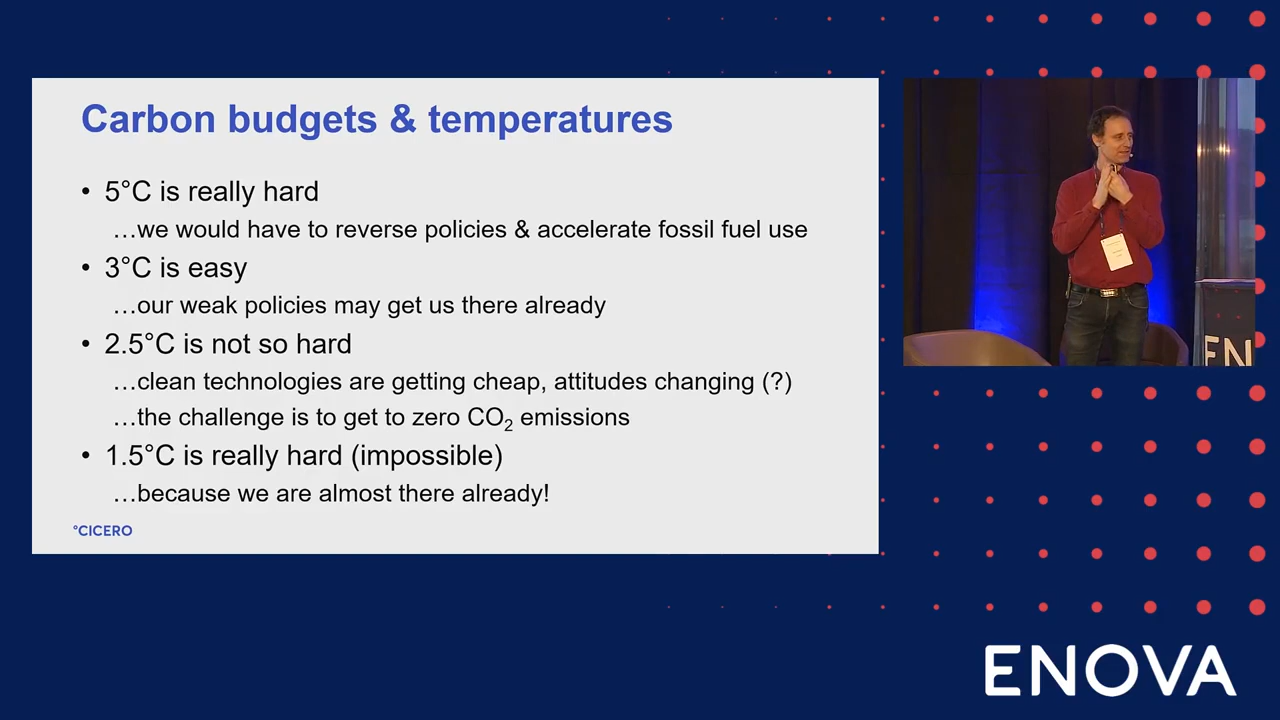 Carbon budgets & temperatures
• 5°C is really hard
…we would have to reverse policies & accelerate fossil fuel use
• 3°C is easy
…our weak policies may get us there already
• 2.5°C is not so hard
…clean technologies are getting cheap, attitudes changing (?)
…the challenge is to get to zero CO₂ emissions
• 1.5°C is really hard (impossible)
…because we are almost there already!
°CICERO
EN
ENOVA